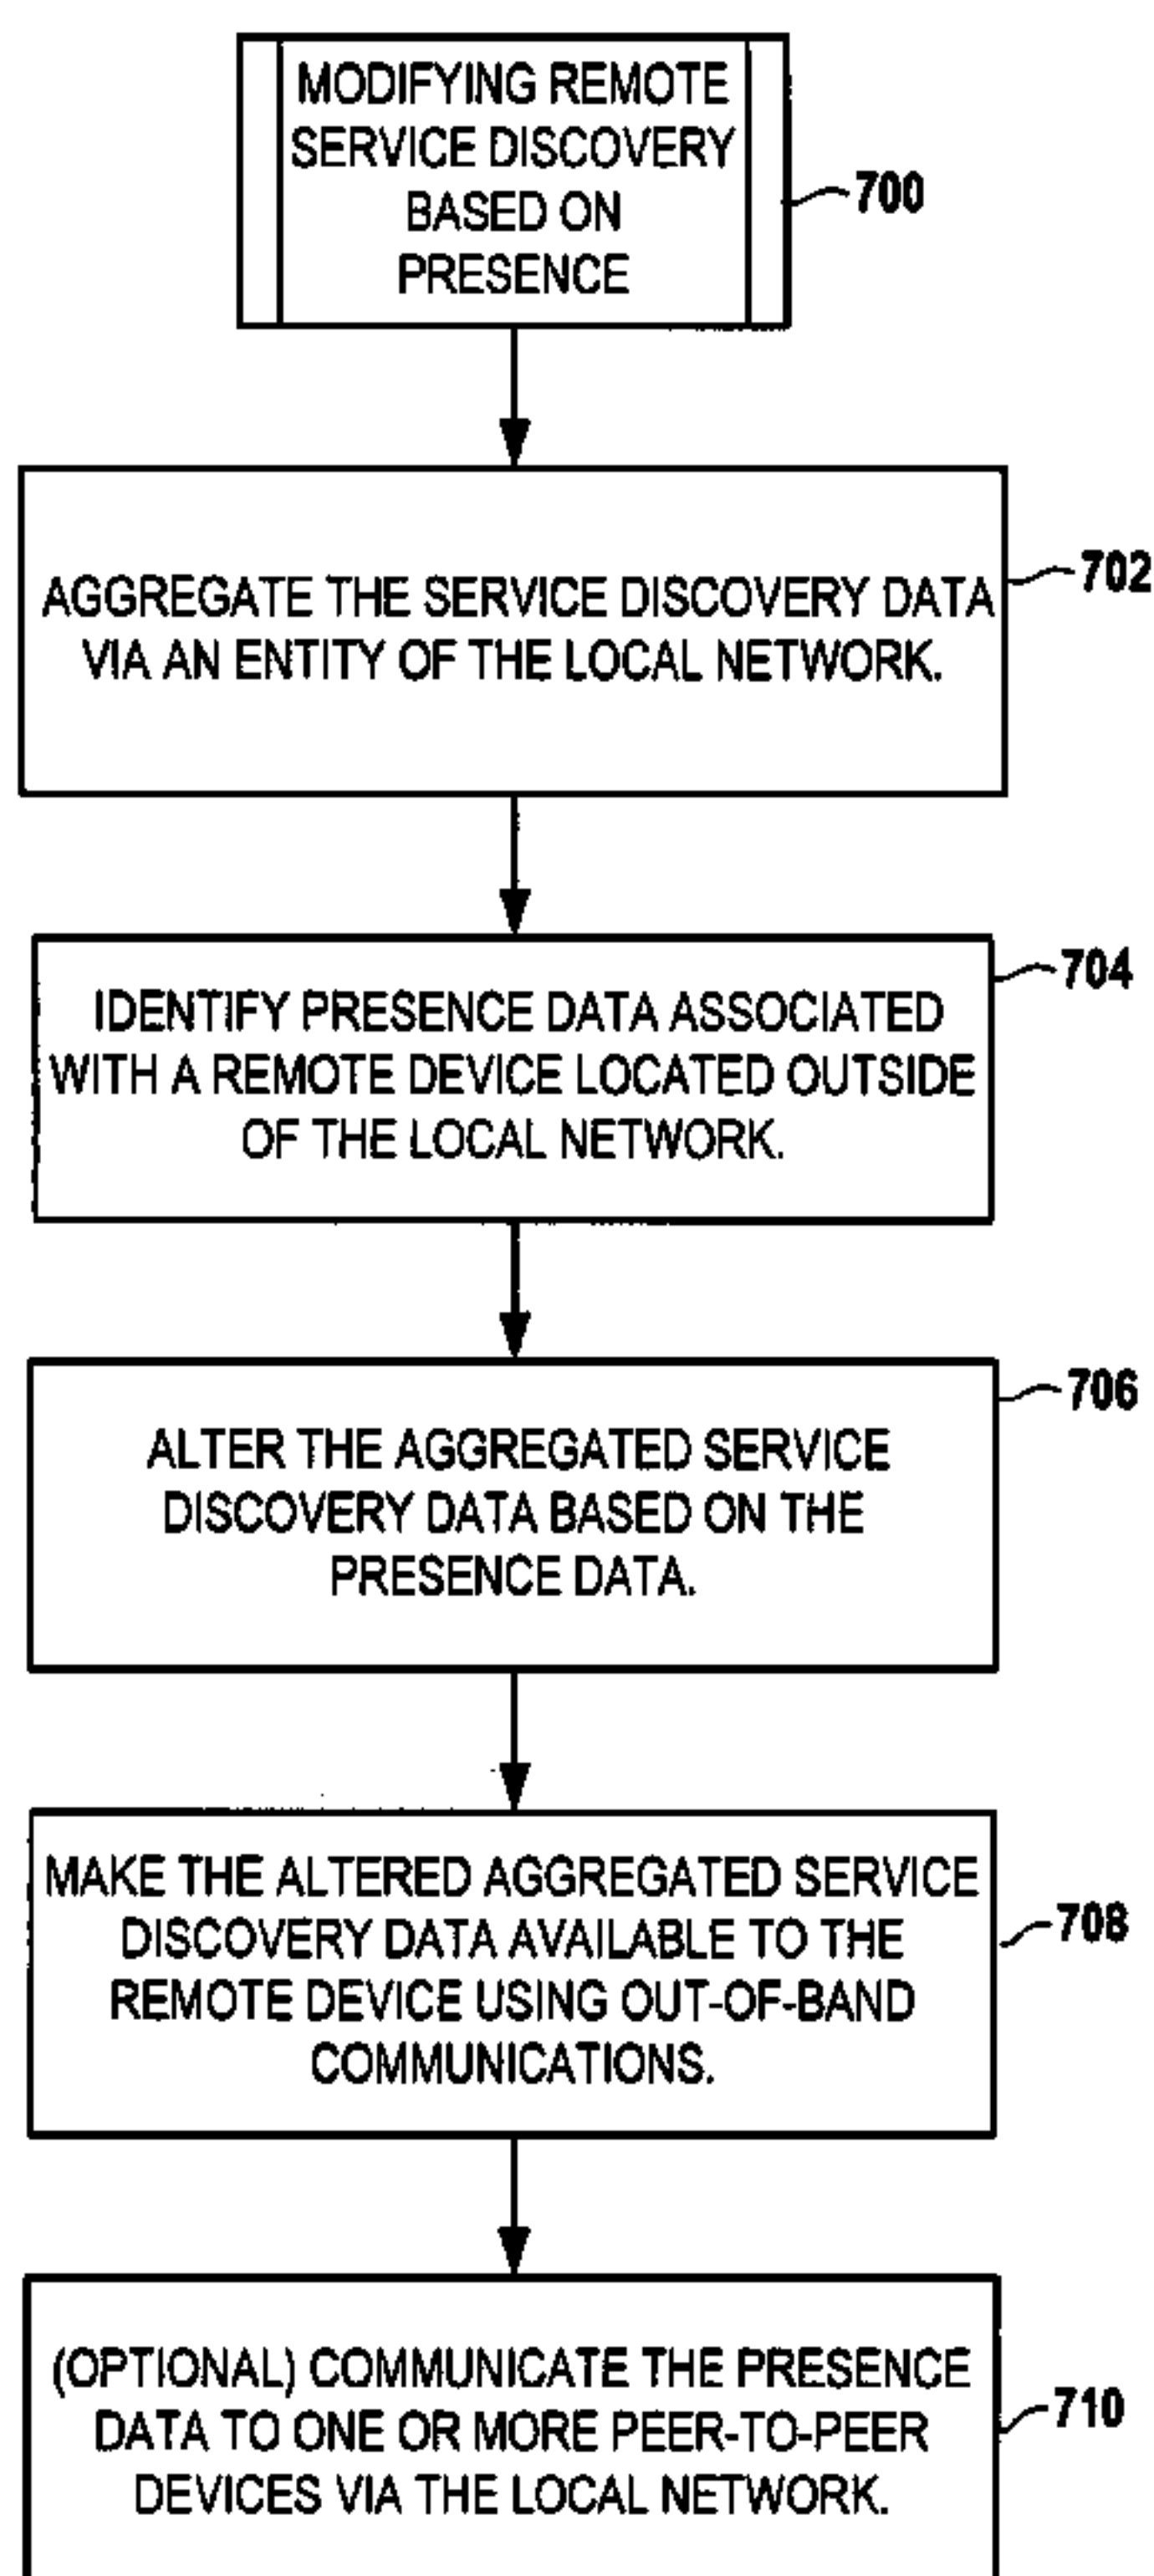 MODIFYING REMOTE
SERVICE DISCOVERY
BASED ON
PRESENCE
700
702
AGGREGATE THE SERVICE DISCOVERY DATA
VIA AN ENTITY OF THE LOCAL NETWORK.
704
IDENTIFY PRESENCE DATA ASSOCIATED
WITH A REMOTE DEVICE LOCATED OUTSIDE
OF THE LOCAL NETWORK.
706
ALTER THE AGGREGATED SERVICE
DISCOVERY DATA BASED ON THE
PRESENCE DATA.
MAKE THE ALTERED AGGREGATED SERVICE
DISCOVERY DATA AVAILABLE TO THE
REMOTE DEVICE USING OUT-OF-BAND
COMMUNICATIONS.
708
(OPTIONAL) COMMUNICATE THE PRESENCE
DATA TO ONE OR MORE PEER-TO-PEER
DEVICES VIA THE LOCAL NETWORK.
710